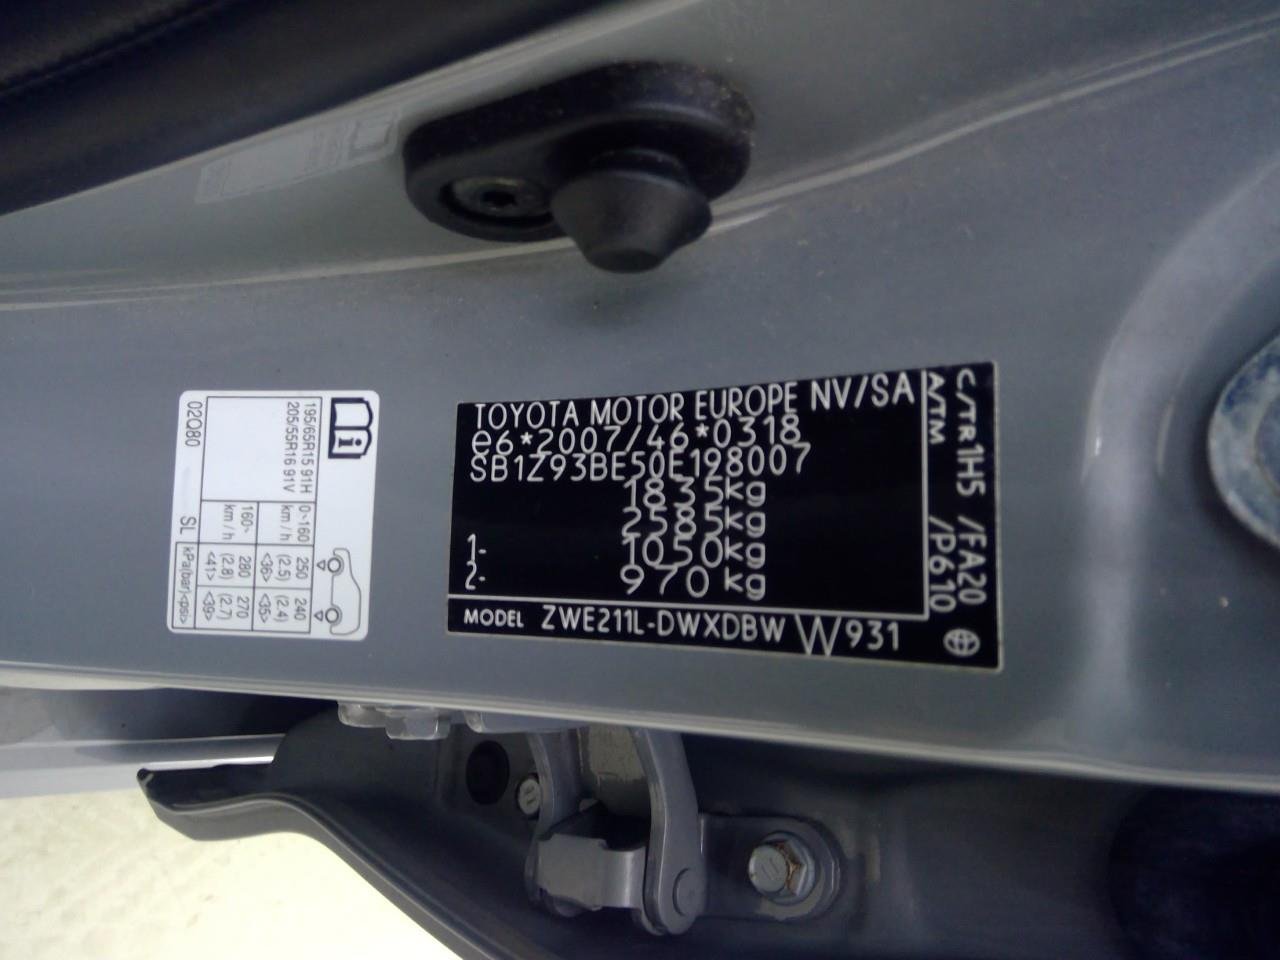 TOYOTA MOTOR EUROPE NV/SA
e6*2007/46*0318
SB1Z93BE50E198007
1835kg
2585kg
1- 1050kg
2- 970kg
MODEL ZWE211L-DWXDBW W931
C/TR 1H5 /FA20
A/TM /P610
195/65R15 91H
205/55R16 91V
0~160 km/h 250 (2.5) <36> 240 (2.4) <35>
160~ km/h 280 (2.8) <41> 270 (2.7) <39>
kPa(bar)<psi>
02Q80 SL